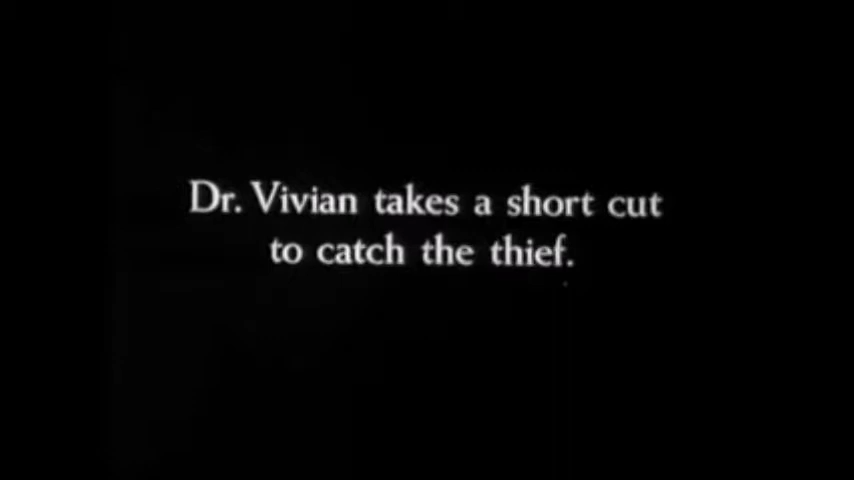 Dr. Vivian takes a short cut
to catch the thief.